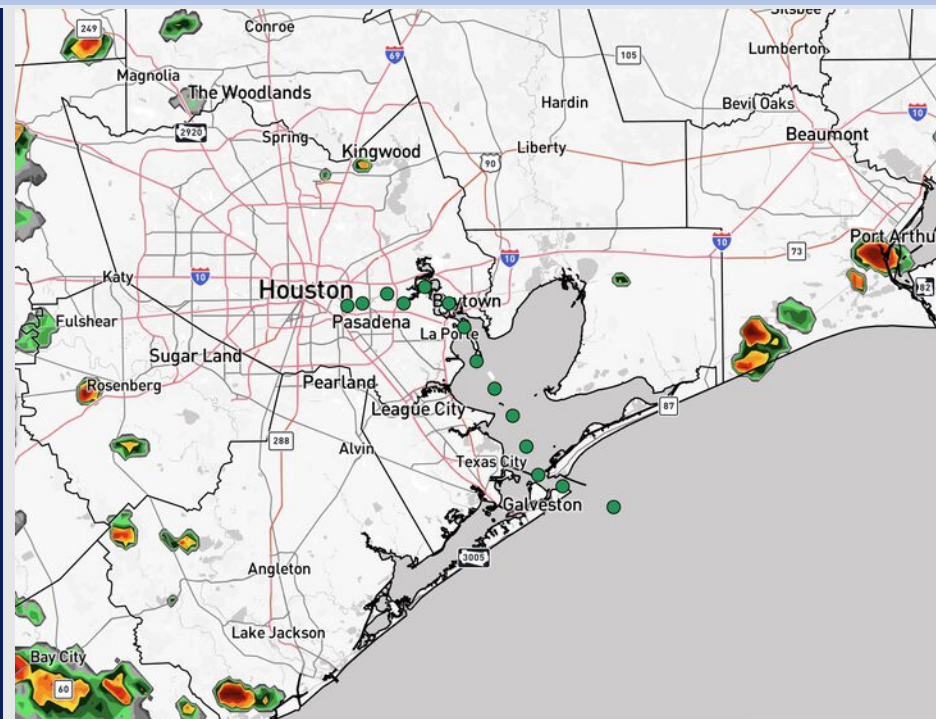 Silsbee
249
Conroe
69
105
Lumberton
Magnolia
The Woodlands
Hardin
Bevil Oaks
10
2920
Spring
Beaumont
Kingwood
90
Liberty
Port Arthu
10
73
10
Katy
10
82
Houston
Baytown
Fulshear
Pasadena
La Porte
Sugar Land
Rosenberg
Pearland
League City
87
288
Alvin
Texas City
Galveston
3005
Angleton
Lake Jackson
Bay City
60